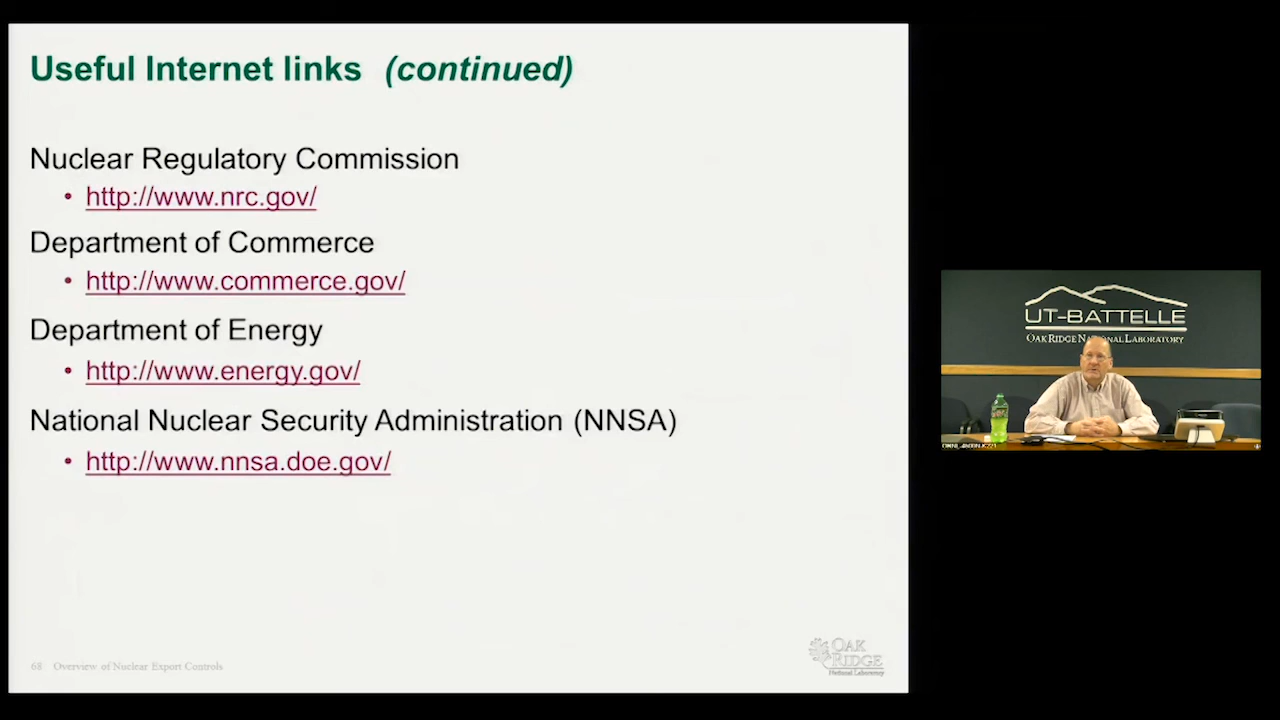 Useful Internet links (continued)
Nuclear Regulatory Commission
• http://www.nrc.gov/
Department of Commerce
• http://www.commerce.gov/
Department of Energy
• http://www.energy.gov/
National Nuclear Security Administration (NNSA)
• http://www.nnsa.doe.gov/
68 Overview of Nuclear Export Controls
OAK
RIDGE
National Laboratory
UT-BATTELLE
OAK RIDGE NATIONAL LABORATORY